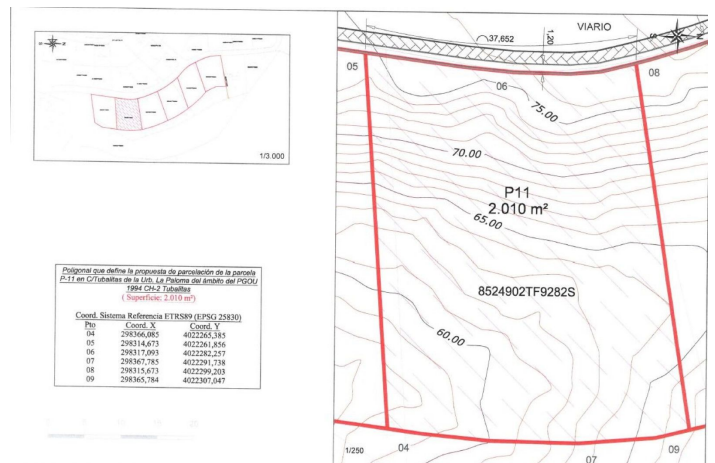 1/3.000
Poligonal que define la propuesta de parcelación de la parcela
P-11 en C/Tubalitas de la Urb. La Paloma del ámbito del PGOU
1994 CH-2 Tubalitas
( Superficie: 2.010 m²)
Coord. Sistema Referencia ETRS89 (EPSG 25830)
Pto Coord. X Coord. Y
04 298366,085 4022265,385
05 298314,673 4022261,856
06 298317,093 4022282,257
07 298367,785 4022291,738
08 298315,673 4022299,203
09 298365,784 4022307,047
VIARIO
37,652
1,20
S
N
05
06
08
75.00
70.00
P11
2.010 m²
65.00
8524902TF9282S
60.00
04
07
09
1/250